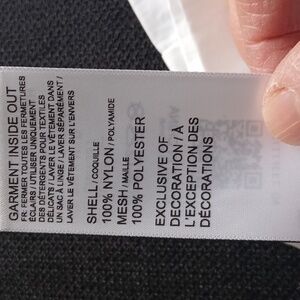 GARMENT INSIDE OUT
FR: FERMER TOUTES LES FERMETURES
ÉCLAIRS / UTILISER UNIQUEMENT
DES DÉTERGENTS POUR TEXTILES
DÉLICATS / LAVER LE VÊTEMENT DANS
UN SAC À LINGE / LAVER SÉPARÉMENT /
LAVER LE VÊTEMENT SUR L'ENVERS
SHELL / COQUILLE
100% NYLON / POLYAMIDE
MESH / MAILLE
100% POLYESTER
EXCLUSIVE OF
DECORATION / À
L'EXCEPTION DES
DÉCORATIONS